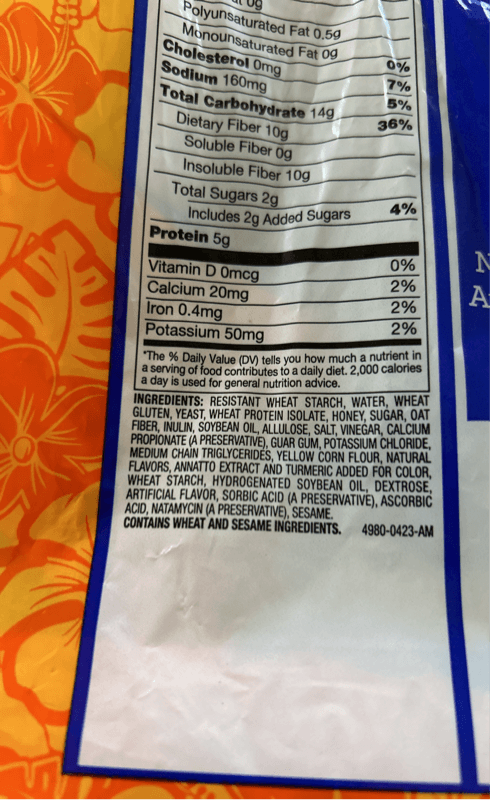 0g
Polyunsaturated Fat 0.5g
Monounsaturated Fat 0g
Cholesterol 0mg 0%
Sodium 160mg 7%
Total Carbohydrate 14g 5%
Dietary Fiber 10g 36%
Soluble Fiber 0g
Insoluble Fiber 10g
Total Sugars 2g
Includes 2g Added Sugars 4%
Protein 5g
Vitamin D 0mcg 0%
Calcium 20mg 2%
Iron 0.4mg 2%
Potassium 50mg 2%
*The % Daily Value (DV) tells you how much a nutrient in
a serving of food contributes to a daily diet. 2,000 calories
a day is used for general nutrition advice.
INGREDIENTS: RESISTANT WHEAT STARCH, WATER, WHEAT
GLUTEN, YEAST, WHEAT PROTEIN ISOLATE, HONEY, SUGAR, OAT
FIBER, INULIN, SOYBEAN OIL, ALLULOSE, SALT, VINEGAR, CALCIUM
PROPIONATE (A PRESERVATIVE), GUAR GUM, POTASSIUM CHLORIDE,
MEDIUM CHAIN TRIGLYCERIDES, YELLOW CORN FLOUR, NATURAL
FLAVORS, ANNATTO EXTRACT AND TURMERIC ADDED FOR COLOR,
WHEAT STARCH, HYDROGENATED SOYBEAN OIL, DEXTROSE,
ARTIFICIAL FLAVOR, SORBIC ACID (A PRESERVATIVE), ASCORBIC
ACID, NATAMYCIN (A PRESERVATIVE), SESAME.
CONTAINS WHEAT AND SESAME INGREDIENTS. 4980-0423-AM
N
A